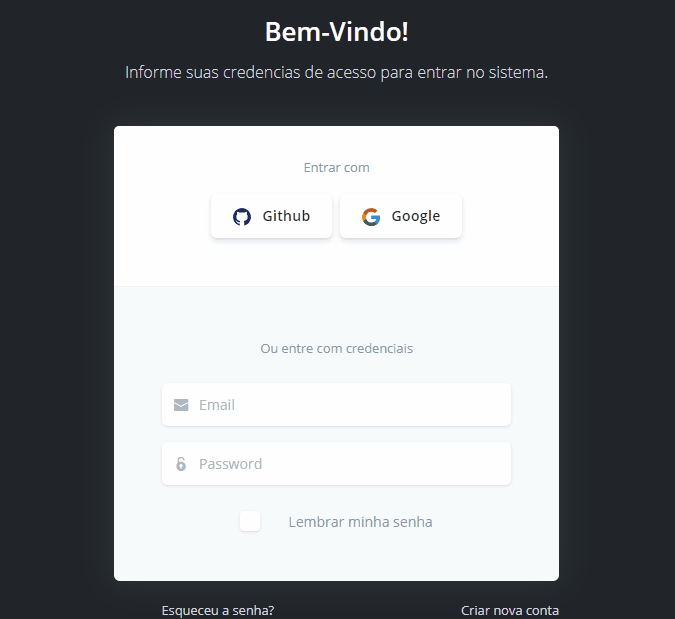 Bem-Vindo!
Informe suas credencias de acesso para entrar no sistema.
Entrar com
Github
Google
Ou entre com credenciais
Email
Password
Lembrar minha senha
Esqueceu a senha?
Criar nova conta